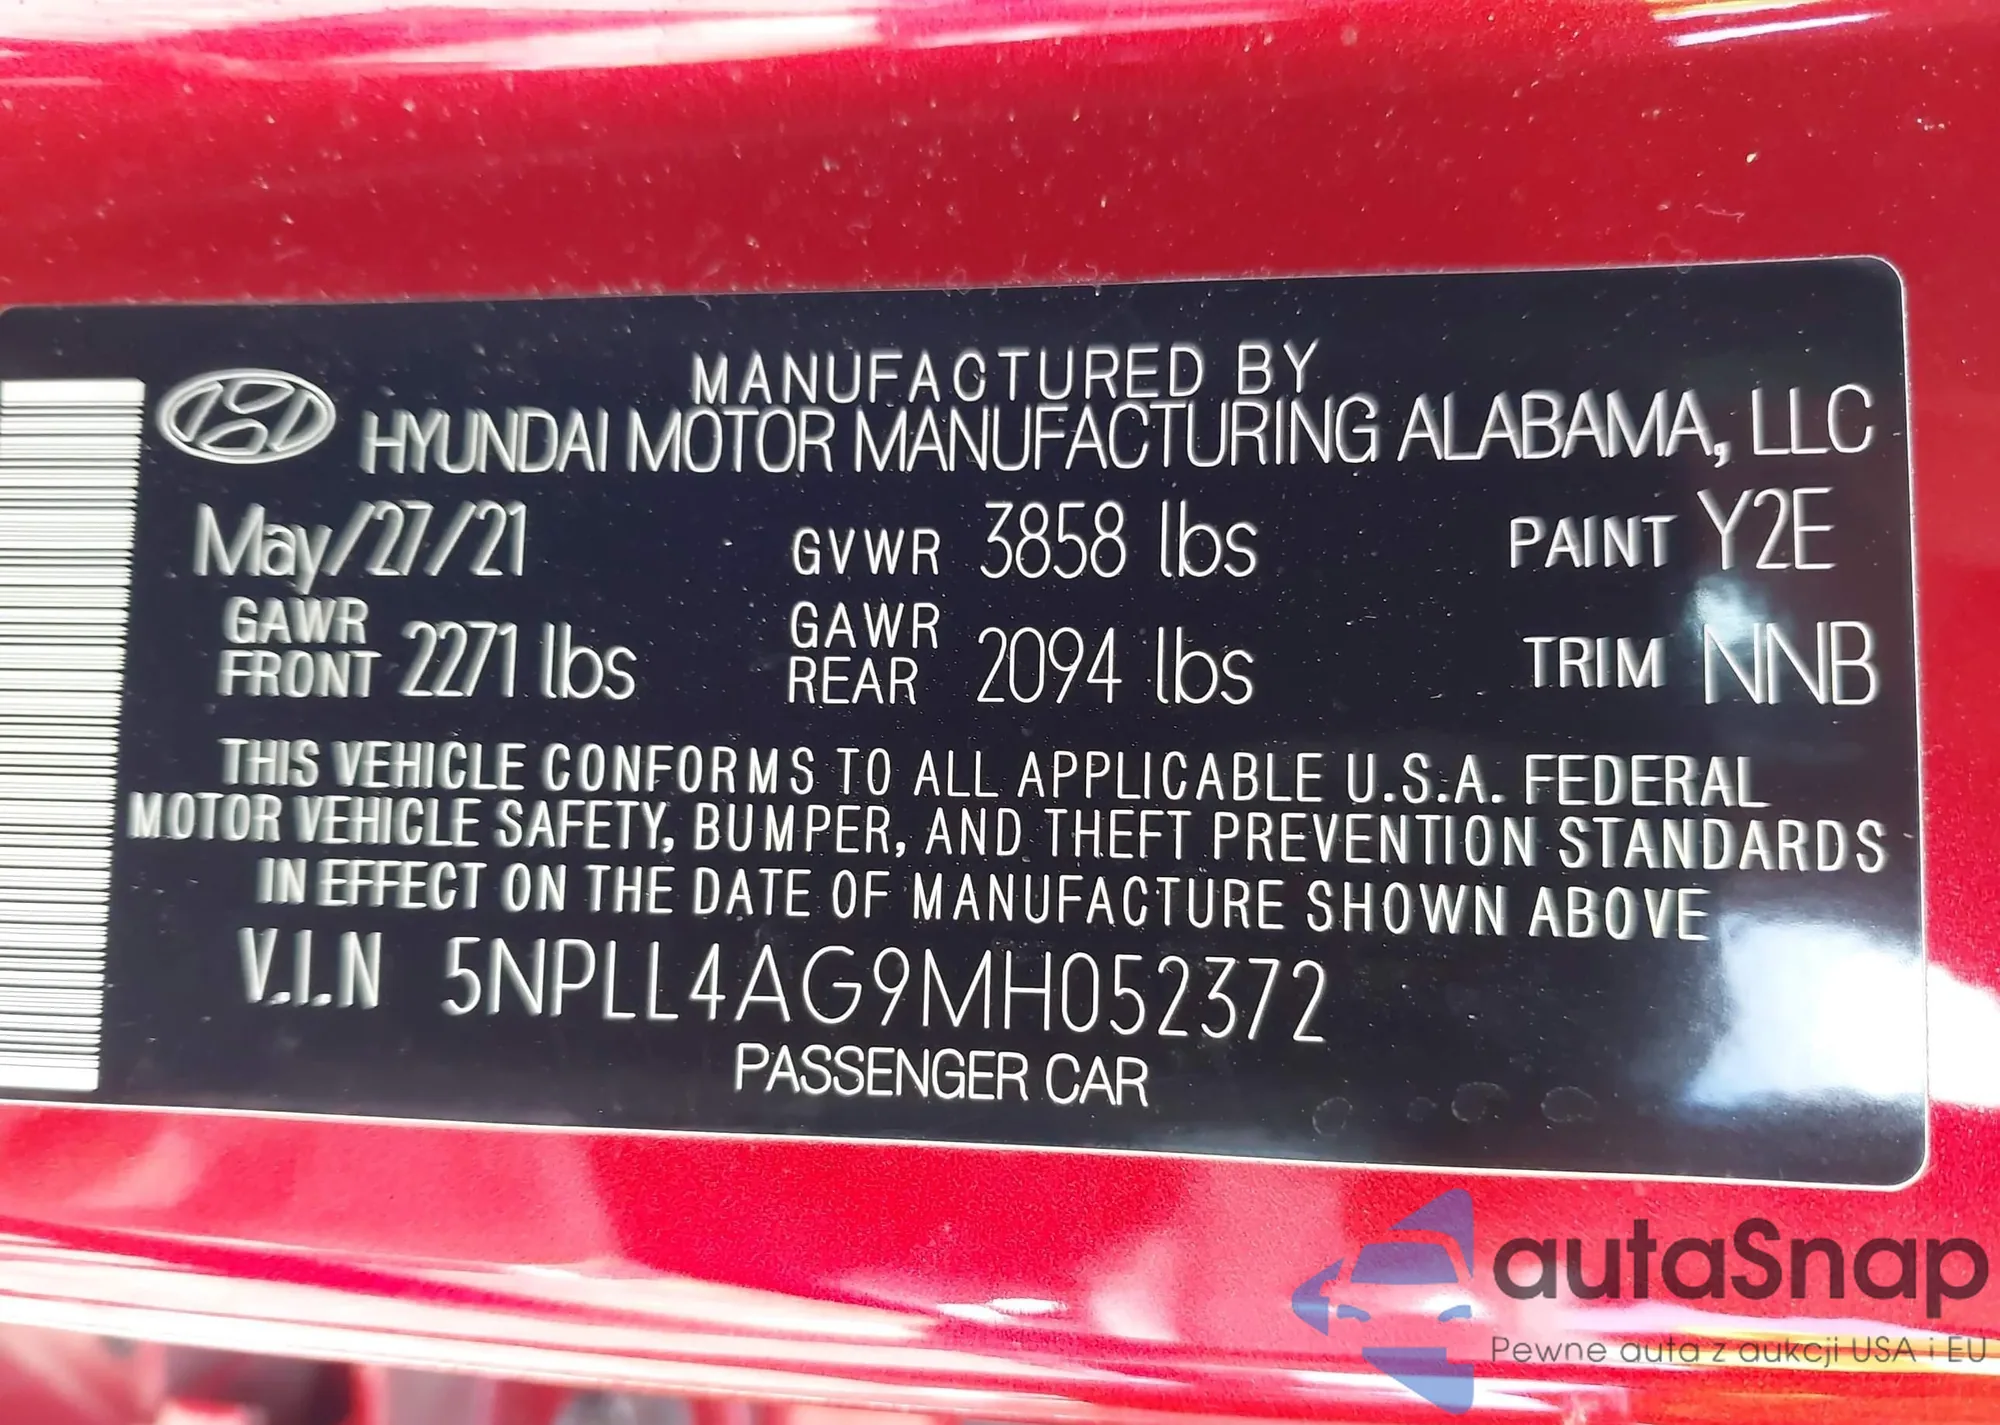 MANUFACTURED BY
HYUNDAI MOTOR MANUFACTURING ALABAMA, LLC
May/27/21 GVWR 3858 lbs PAINT Y2E
GAWR FRONT 2271 lbs GAWR REAR 2094 lbs TRIM NNB
THIS VEHICLE CONFORMS TO ALL APPLICABLE U.S.A. FEDERAL
MOTOR VEHICLE SAFETY, BUMPER, AND THEFT PREVENTION STANDARDS
IN EFFECT ON THE DATE OF MANUFACTURE SHOWN ABOVE
V.I.N 5NPLL4AG9MH052372
PASSENGER CAR
autaSnap
Pewne auta z aukcji USA i EU